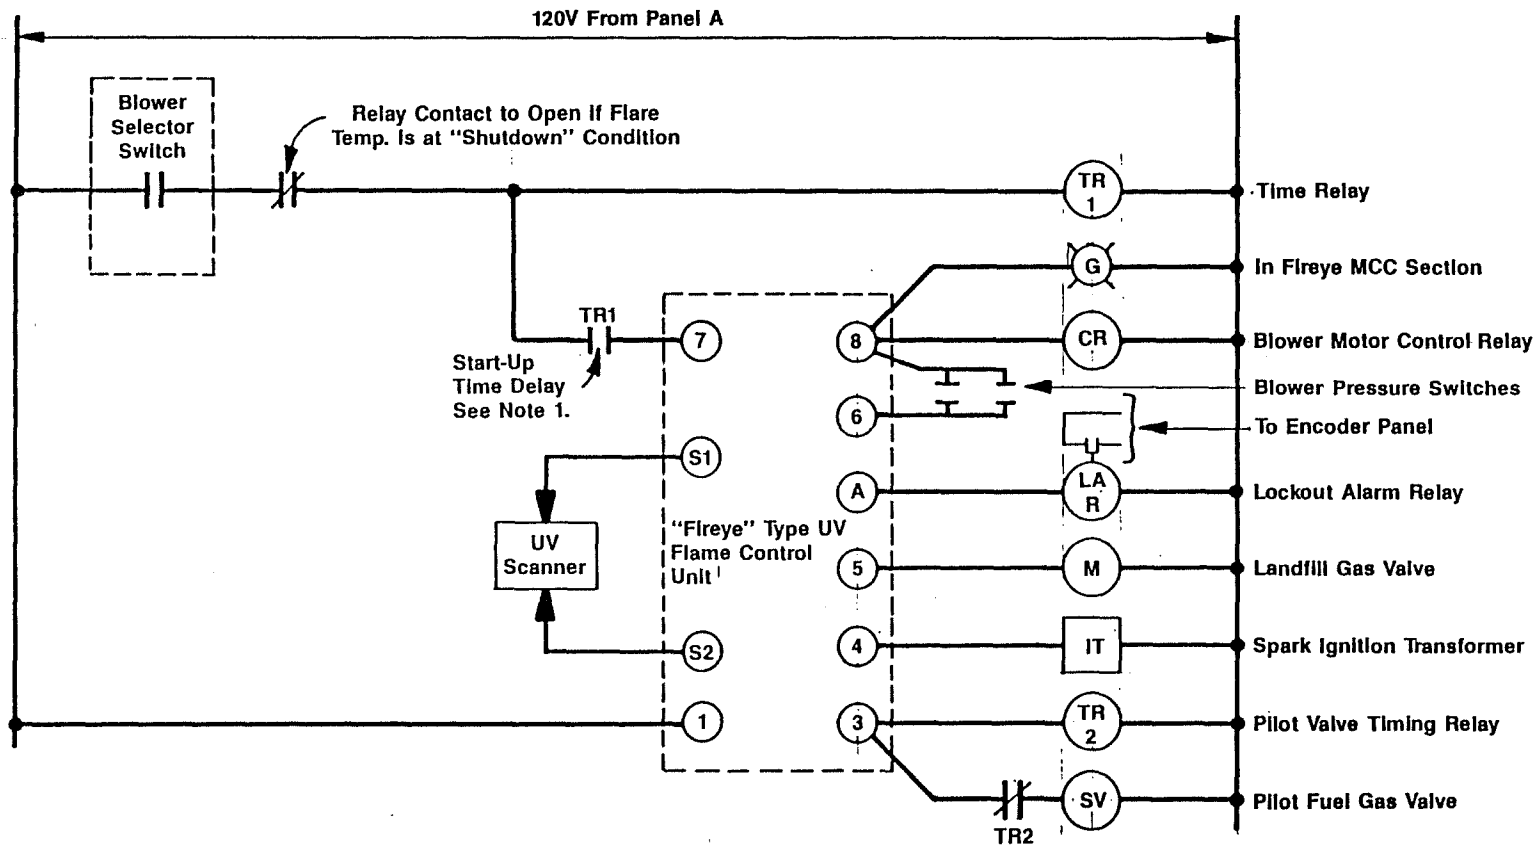 120V From Panel A
Blower
Selector
Switch
Relay Contact to Open If Flare
Temp. Is at "Shutdown" Condition
TR
1
Time Relay
G
In Fireye MCC Section
TR1
7
8
CR
Blower Motor Control Relay
Start-Up
Time Delay
See Note 1.
Blower Pressure Switches
6
To Encoder Panel
S1
A
LA
R
Lockout Alarm Relay
UV
Scanner
"Fireye" Type UV
Flame Control
Unit
5
M
Landfill Gas Valve
S2
4
IT
Spark Ignition Transformer
1
3
TR
2
Pilot Valve Timing Relay
TR2
SV
Pilot Fuel Gas Valve